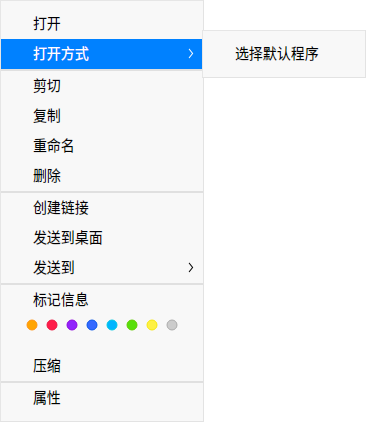 打开
打开方式
选择默认程序
剪切
复制
重命名
删除
创建链接
发送到桌面
发送到
标记信息
压缩
属性